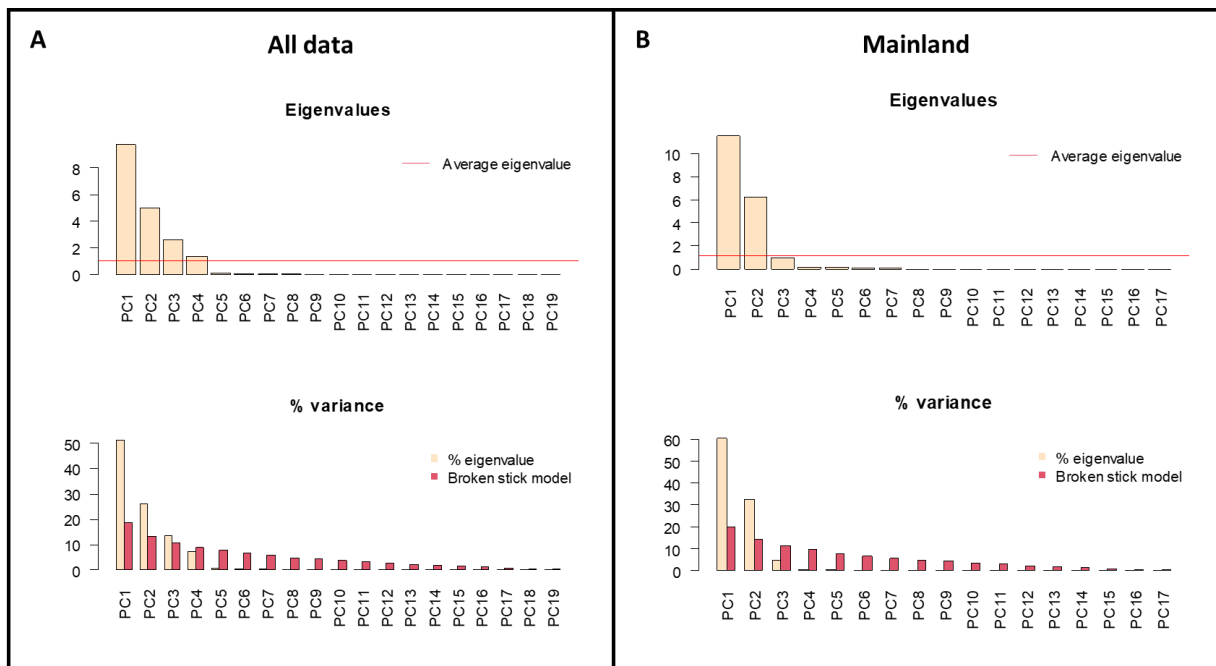 A
All data
Eigenvalues
Average eigenvalue
8
6
4
2
0
PC1
PC2
PC3
PC4
PC5
PC6
PC7
PC8
PC9
PC10
PC11
PC12
PC13
PC14
PC15
PC16
PC17
PC18
PC19
% variance
% eigenvalue
Broken stick model
50
40
30
20
10
0
PC1
PC2
PC3
PC4
PC5
PC6
PC7
PC8
PC9
PC10
PC11
PC12
PC13
PC14
PC15
PC16
PC17
PC18
PC19
B
Mainland
Eigenvalues
Average eigenvalue
10
8
6
4
2
0
PC1
PC2
PC3
PC4
PC5
PC6
PC7
PC8
PC9
PC10
PC11
PC12
PC13
PC14
PC15
PC16
PC17
% variance
% eigenvalue
Broken stick model
60
50
40
30
20
10
0
PC1
PC2
PC3
PC4
PC5
PC6
PC7
PC8
PC9
PC10
PC11
PC12
PC13
PC14
PC15
PC16
PC17